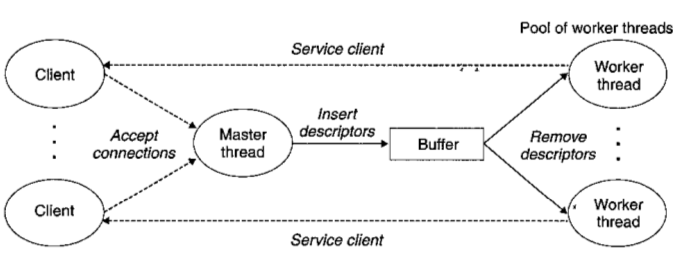 Pool of worker threads
Service client
Client
Worker
thread
Insert
descriptors
Accept
connections
Master
thread
Buffer
Remove
descriptors
Client
Worker
thread
Service client